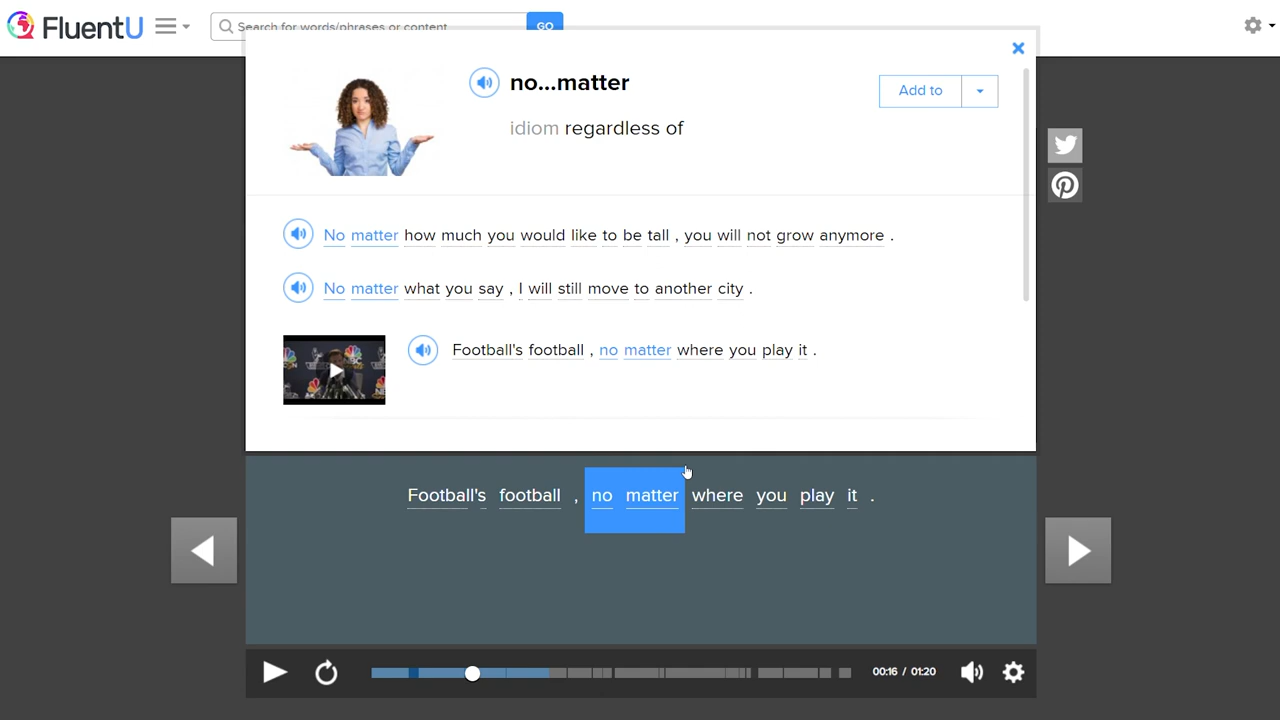 FluentU
Search for words/phrases or content
GO
no...matter
Add to
idiom regardless of
No matter how much you would like to be tall , you will not grow anymore .
No matter what you say , I will still move to another city .
Football's football , no matter where you play it .
Football's football , no matter where you play it .
00:16 / 01:20